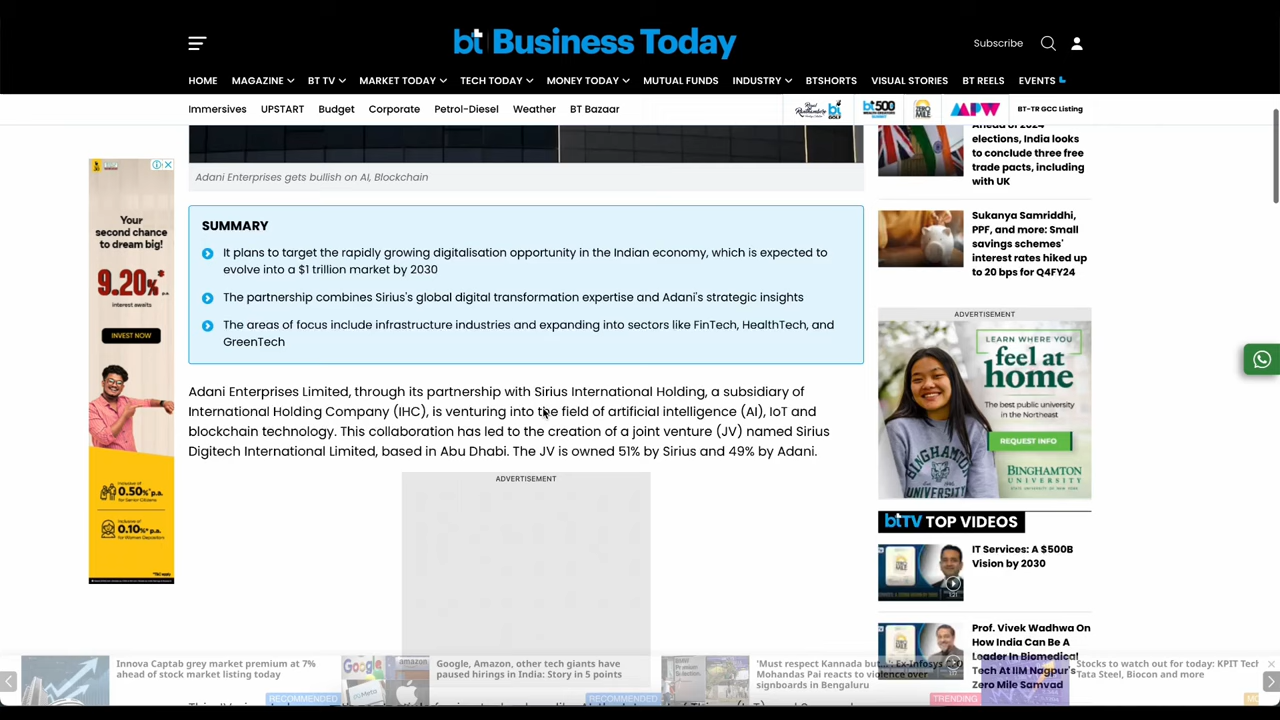 bt Business Today
Subscribe
HOME MAGAZINE BT TV MARKET TODAY TECH TODAY MONEY TODAY MUTUAL FUNDS INDUSTRY BTSHORTS VISUAL STORIES BT REELS EVENTS
Immersives UPSTART Budget Corporate Petrol-Diesel Weather BT Bazaar
BT-TR GCC Listing
Adani Enterprises gets bullish on AI, Blockchain
SUMMARY
It plans to target the rapidly growing digitalisation opportunity in the Indian economy, which is expected to
evolve into a $1 trillion market by 2030
The partnership combines Sirius's global digital transformation expertise and Adani's strategic insights
The areas of focus include infrastructure industries and expanding into sectors like FinTech, HealthTech, and
GreenTech
Adani Enterprises Limited, through its partnership with Sirius International Holding, a subsidiary of
International Holding Company (IHC), is venturing into the field of artificial intelligence (AI), IoT and
blockchain technology. This collaboration has led to the creation of a joint venture (JV) named Sirius
Digitech International Limited, based in Abu Dhabi. The JV is owned 51% by Sirius and 49% by Adani.
ADVERTISEMENT
Your
second chance
to dream big!
9.20%*
p.a.
Interest awaits
INVEST NOW
Inclusive of
0.50%*p.a.
for Senior Citizens
Inclusive of
0.10%*p.a.
for Women Depositors
Ahead of 2024
elections, India looks
to conclude three free
trade pacts, including
with UK
Sukanya Samriddhi,
PPF, and more: Small
savings schemes'
interest rates hiked up
to 20 bps for Q4FY24
ADVERTISEMENT
LEARN WHERE YOU
feel at
home
The best public
university in
the Northeast
REQUEST INFO
BINGHAMTON
UNIVERSITY
STATE UNIVERSITY OF NEW YORK
BINGHAMTON
UNIVERSITY
btTV TOP VIDEOS
IT Services: A $500B
Vision by 2030
1:21
Prof. Vivek Wadhwa On
How India Can Be A
Leader In Biomedical
Tech At IIM Nagpur's
Zero Mile Samvad
Innova Captab grey market premium at 7%
ahead of stock market listing today
RECOMMENDED
Google, Amazon, other tech giants have
paused hirings in India: Story in 5 points
RECOMMENDED
'Must respect Kannada but...': Ex-Infosys CFO
Mohandas Pai reacts to violence over
signboards in Bengaluru
TRENDING
Stocks to watch out for today: KPIT Tech
Tata Steel, Biocon and more